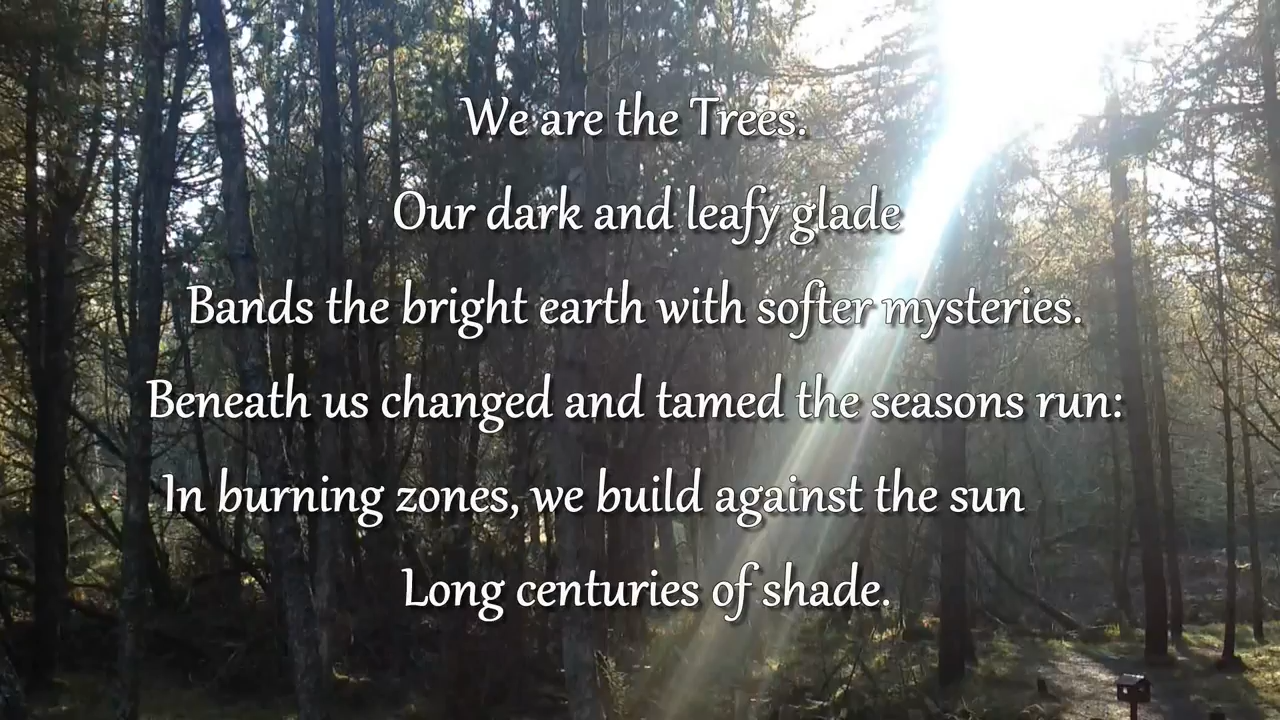 We are the Trees.
Our dark and leafy glade
Bands the bright earth with softer mysteries.
Beneath us changed and tamed the seasons run:
In burning zones, we build against the sun
Long centuries of shade.